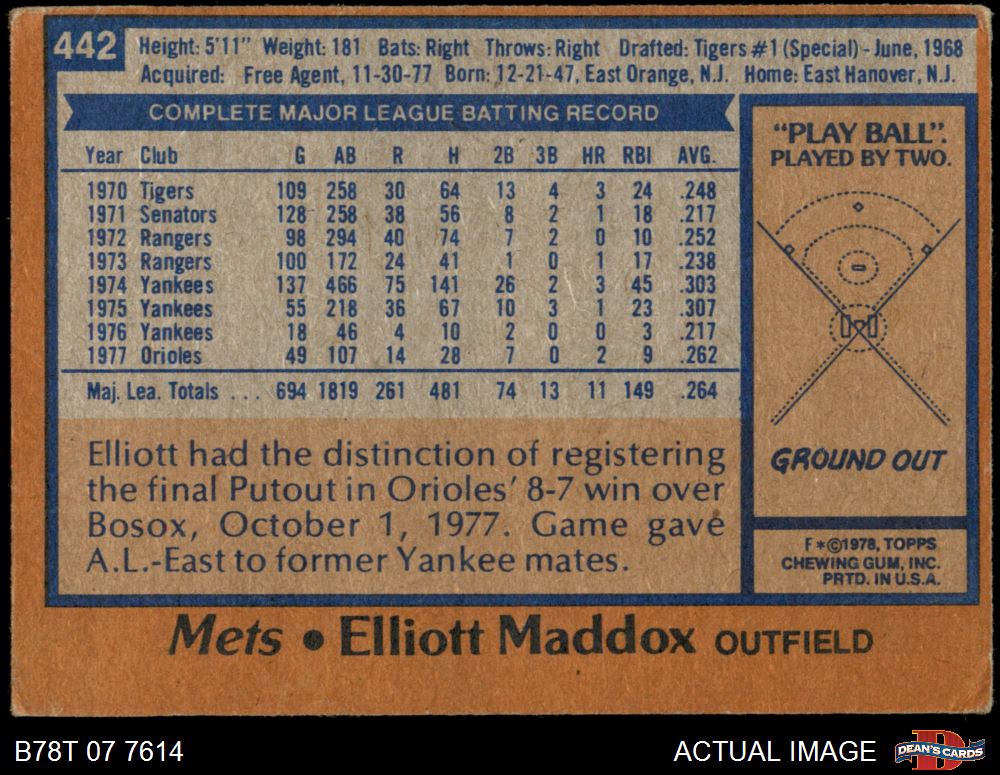 442
Height: 5'11" Weight: 181 Bats: Right Throws: Right Drafted: Tigers #1 (Special) - June, 1968
Acquired: Free Agent, 11-30-77 Born: 12-21-47, East Orange, N.J. Home: East Hanover, N.J.
COMPLETE MAJOR LEAGUE BATTING RECORD
Year Club G AB R H 2B 3B HR RBI AVG.
1970 Tigers 109 258 30 64 13 4 3 24 .248
1971 Senators 128 258 38 56 8 2 1 18 .217
1972 Rangers 98 294 40 74 7 2 0 10 .252
1973 Rangers 100 172 24 41 1 0 1 17 .238
1974 Yankees 137 466 75 141 26 2 3 45 .303
1975 Yankees 55 218 36 67 10 3 1 23 .307
1976 Yankees 18 46 4 10 2 0 0 3 .217
1977 Orioles 49 107 14 28 7 0 2 9 .262
Maj. Lea. Totals . . . 694 1819 261 481 74 13 11 149 .264
Elliott had the distinction of registering
the final Putout in Orioles' 8-7 win over
Bosox, October 1, 1977. Game gave
A.L.-East to former Yankee mates.
"PLAY BALL".
PLAYED BY TWO.
GROUND OUT
F*©1978, TOPPS
CHEWING GUM, INC.
PRTD. IN U.S.A.
Mets • Elliott Maddox OUTFIELD
B78T 07 7614
ACTUAL IMAGE
D
DEAN'S CARDS